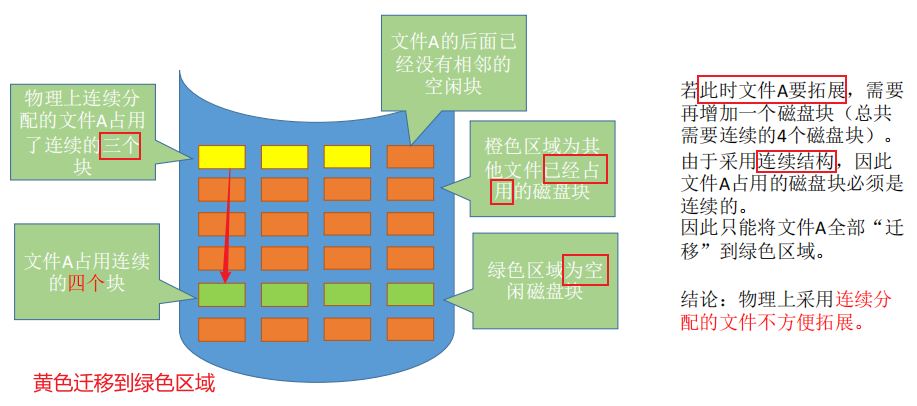 文件A的后面已
经没有相邻的
空闲块
物理上连续分
配的文件A占用
了连续的三个
块
橙色区域为其
他文件已经占
用的磁盘块
文件A占用连续
的四个块
绿色区域为空
闲磁盘块
黄色迁移到绿色区域
若此时文件A要拓展，需要
再增加一个磁盘块（总共
需要连续的4个磁盘块）。
由于采用连续结构，因此
文件A占用的磁盘块必须是
连续的。
因此只能将文件A全部“迁
移”到绿色区域。
结论：物理上采用连续分
配的文件不方便拓展。